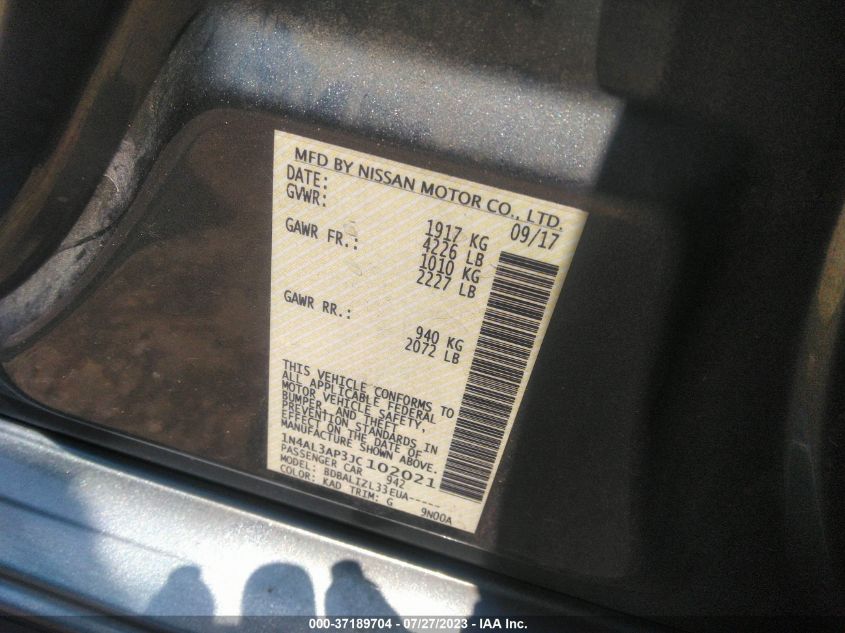 MFD BY NISSAN MOTOR CO., LTD.
DATE: 09/17
GVWR: 1917 KG
4226 LB
GAWR FR.: 1010 KG
2227 LB
GAWR RR.: 940 KG
2072 LB
THIS VEHICLE CONFORMS TO
ALL APPLICABLE FEDERAL
MOTOR VEHICLE SAFETY,
BUMPER, AND THEFT
PREVENTION STANDARDS IN
EFFECT ON THE DATE OF
MANUFACTURE SHOWN ABOVE.
1N4AL3AP3JC102021
PASSENGER CAR 942
MODEL: BDBALIZL33EUA-----
COLOR: KAD TRIM: G 9N00A
000-37189704 - 07/27/2023 - IAA Inc.